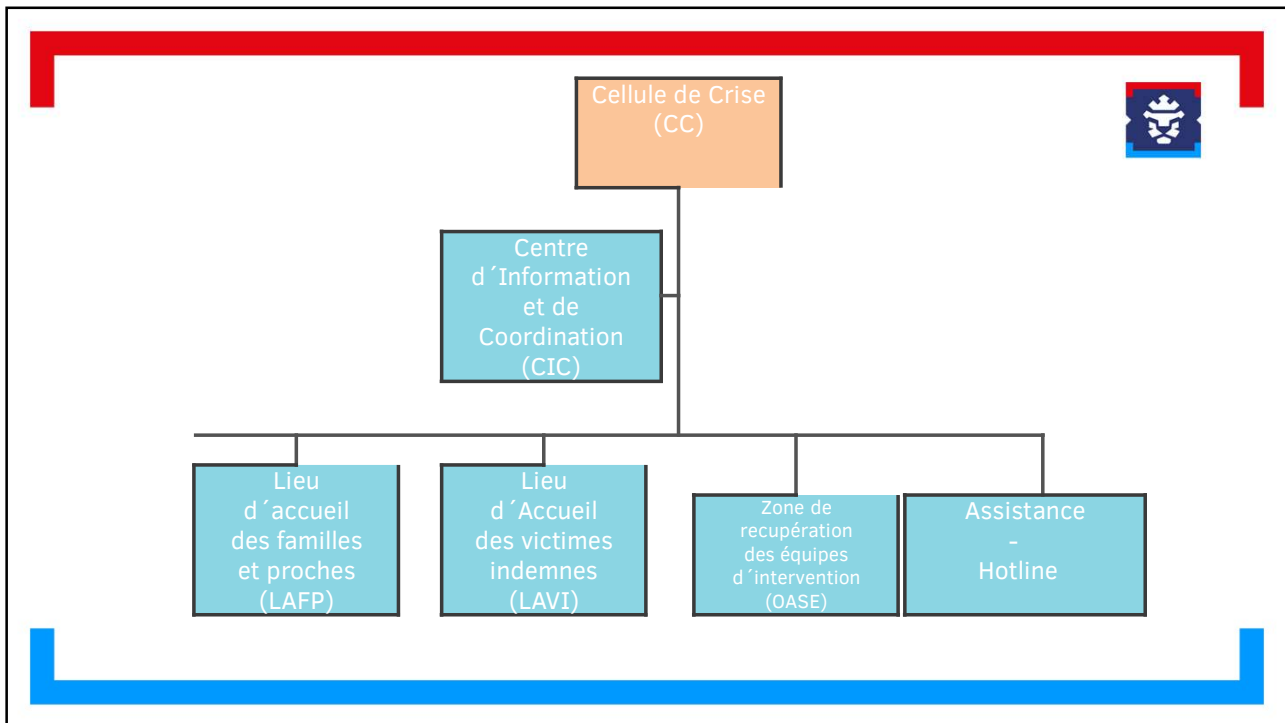 Cellule de Crise
(CC)
Centre
d´Information
et de
Coordination
(CIC)
Lieu
d´accueil
des familles
et proches
(LAFP)
Lieu
d´Accueil
des victimes
indemnes
(LAVI)
Zone de
recupération
des équipes
d´intervention
(OASE)
Assistance
-
Hotline